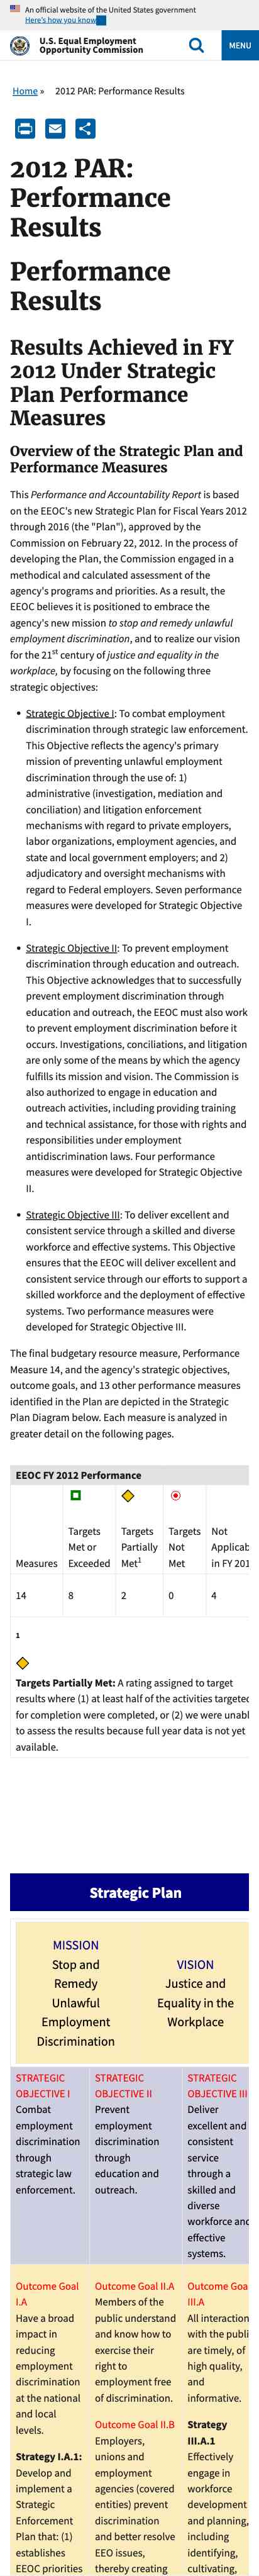 An official website of the United States government
Here's how you know
U.S. Equal Employment
Opportunity Commission
MENU
Home » 2012 PAR: Performance Results
2012 PAR:
Performance
Results
Performance
Results
Results Achieved in FY
2012 Under Strategic
Plan Performance
Measures
Overview of the Strategic Plan and
Performance Measures
This Performance and Accountability Report is based
on the EEOC's new Strategic Plan for Fiscal Years 2012
through 2016 (the "Plan"), approved by the
Commission on February 22, 2012. In the process of
developing the Plan, the Commission engaged in a
methodical and calculated assessment of the
agency's programs and priorities. As a result, the
EEOC believes it is positioned to embrace the
agency's new mission to stop and remedy unlawful
employment discrimination, and to realize our vision
for the 21st century of justice and equality in the
workplace, by focusing on the following three
strategic objectives:
• Strategic Objective I: To combat employment
discrimination through strategic law enforcement.
This Objective reflects the agency's primary
mission of preventing unlawful employment
discrimination through the use of: 1)
administrative (investigation, mediation and
conciliation) and litigation enforcement
mechanisms with regard to private employers,
labor organizations, employment agencies, and
state and local government employers; and 2)
adjudicatory and oversight mechanisms with
regard to Federal employers. Seven performance
measures were developed for Strategic Objective
I.
• Strategic Objective II: To prevent employment
discrimination through education and outreach.
This Objective acknowledges that to successfully
prevent employment discrimination through
education and outreach, the EEOC must also work
to prevent employment discrimination before it
occurs. Investigations, conciliations, and litigation
are only some of the means by which the agency
fulfills its mission and vision. The Commission is
also authorized to engage in education and
outreach activities, including providing training
and technical assistance, for those with rights and
responsibilities under employment
antidiscrimination laws. Four performance
measures were developed for Strategic Objective
II.
• Strategic Objective III: To deliver excellent and
consistent service through a skilled and diverse
workforce and effective systems. This Objective
ensures that the EEOC will deliver excellent and
consistent service through our efforts to support a
skilled workforce and the deployment of effective
systems. Two performance measures were
developed for Strategic Objective III.
The final budgetary resource measure, Performance
Measure 14, and the agency's strategic objectives,
outcome goals, and 13 other performance measures
identified in the Plan are depicted in the Strategic
Plan Diagram below. Each measure is analyzed in
greater detail on the following pages.
EEOC FY 2012 Performance
Measures
Targets
Met or
Exceeded
Targets
Partially
Met1
Targets
Not
Met
Not
Applicab
in FY 201
14 8 2 0 4
1
Targets Partially Met: A rating assigned to target
results where (1) at least half of the activities targeted
for completion were completed, or (2) we were unabl
to assess the results because full year data is not yet
available.
Strategic Plan
MISSION
Stop and
Remedy
Unlawful
Employment
Discrimination
VISION
Justice and
Equality in the
Workplace
STRATEGIC
OBJECTIVE I
Combat
employment
discrimination
through
strategic law
enforcement.
STRATEGIC
OBJECTIVE II
Prevent
employment
discrimination
through
education and
outreach.
STRATEGIC
OBJECTIVE III
Deliver
excellent and
consistent
service
through a
skilled and
diverse
workforce and
effective
systems.
Outcome Goal
I.A
Have a broad
impact in
reducing
employment
discrimination
at the national
and local
levels.
Strategy I.A.1:
Develop and
implement a
Strategic
Enforcement
Plan that: (1)
establishes
EEOC priorities
Outcome Goal II.A
Members of the
public understand
and know how to
exercise their
right to
employment free
of discrimination.
Outcome Goal II.B
Employers,
unions and
employment
agencies (covered
entities) prevent
discrimination
and better resolve
EEO issues,
thereby creating
Outcome Goa
III.A
All interaction
with the publi
are timely, of
high quality,
and
informative.
Strategy
III.A.1
Effectively
engage in
workforce
development
and planning,
including
identifying,
cultivating,